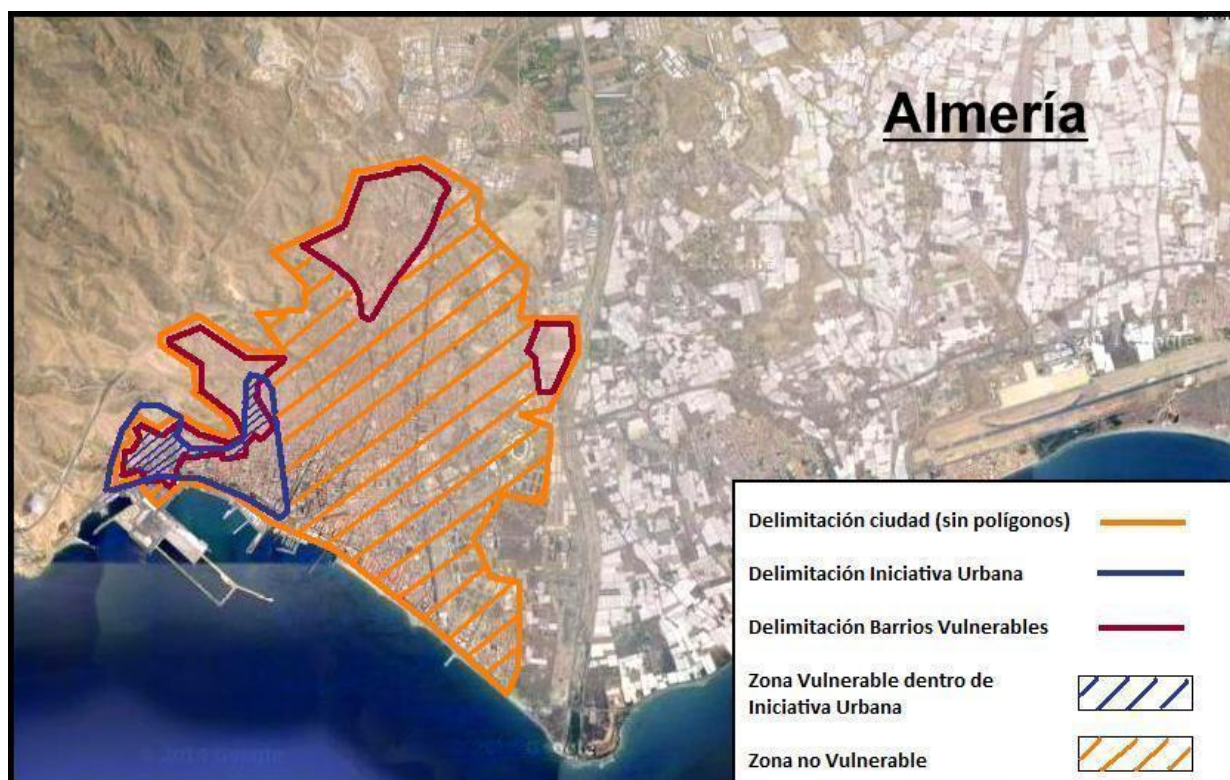 Almería
Delimitación ciudad (sin polígonos)
Delimitación Iniciativa Urbana
Delimitación Barrios Vulnerables
Zona Vulnerable dentro de
Iniciativa Urbana
Zona no Vulnerable